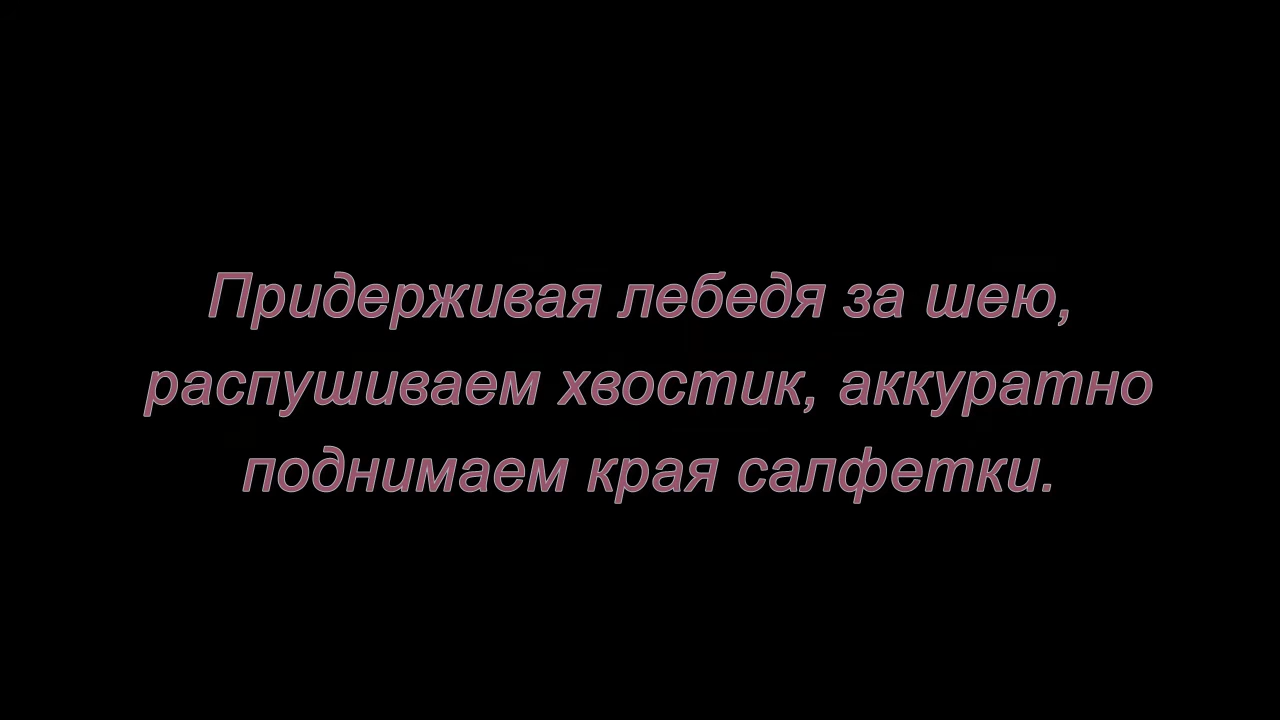 Придерживая лебедя за шею,
распушиваем хвостик, аккуратно
поднимаем края салфетки.